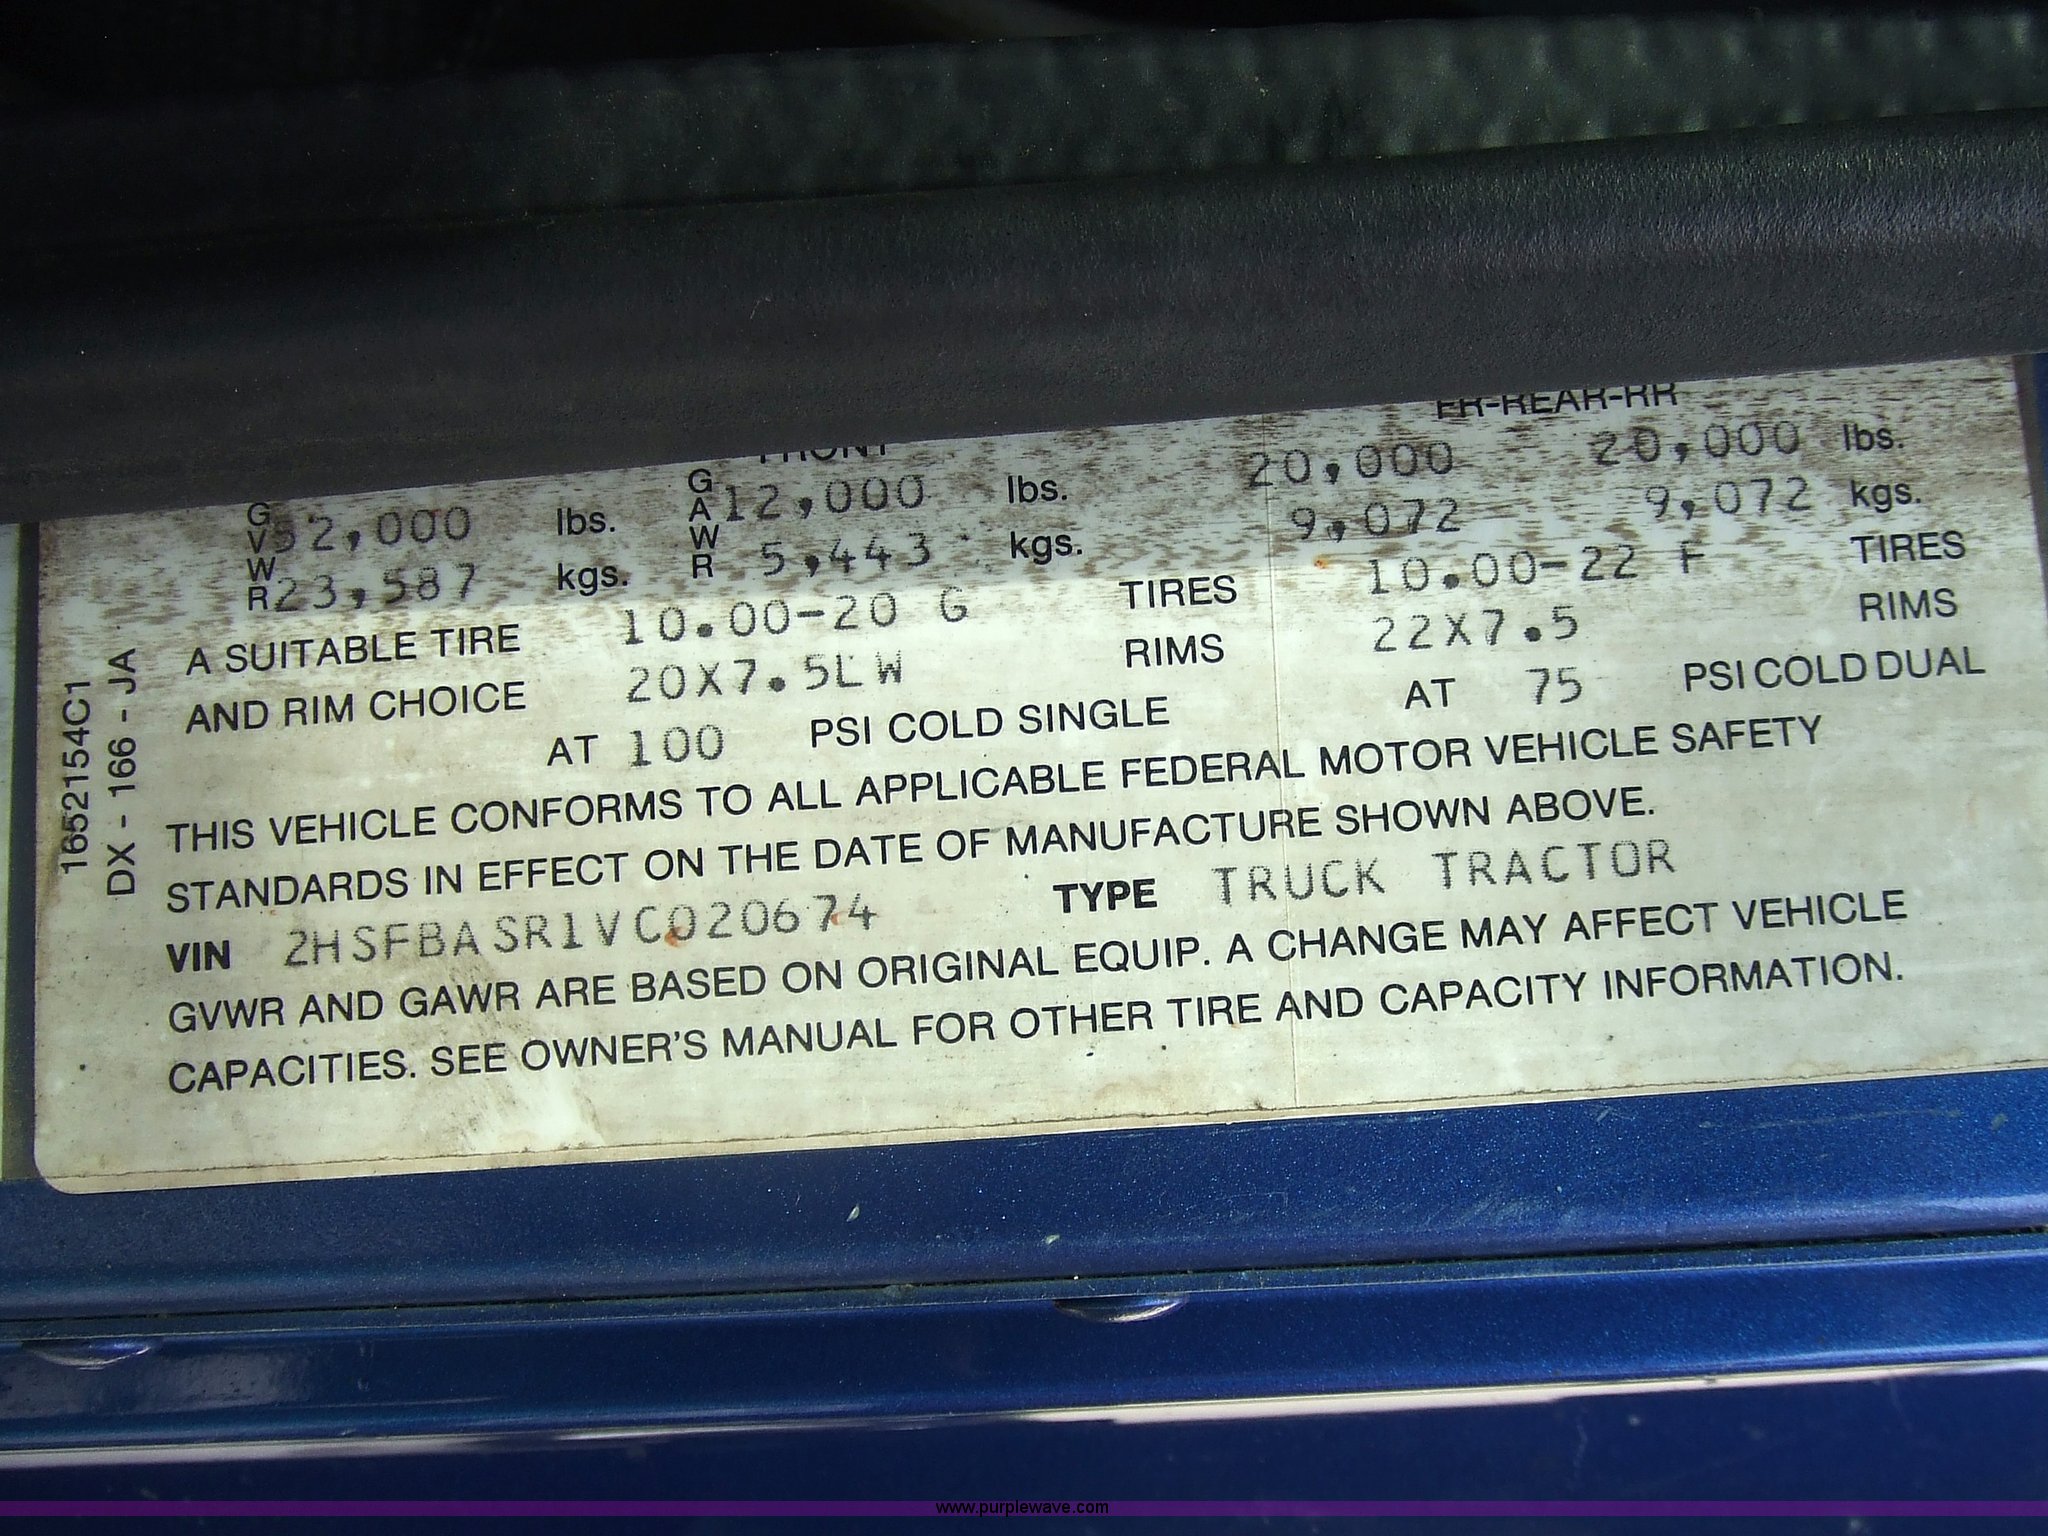 FRONT FR-REAR-RR
GVWR 52,000 lbs. GAWR 12,000 lbs. 20,000 20,000 lbs.
23,587 kgs. 5,443 kgs. 9,072 9,072 kgs.
A SUITABLE TIRE 10.00-20 G TIRES 10.00-22 F TIRES
AND RIM CHOICE 20X7.5LW RIMS 22X7.5 RIMS
AT 100 PSI COLD SINGLE AT 75 PSI COLD DUAL
THIS VEHICLE CONFORMS TO ALL APPLICABLE FEDERAL MOTOR VEHICLE SAFETY
STANDARDS IN EFFECT ON THE DATE OF MANUFACTURE SHOWN ABOVE.
VIN 2HSFBASR1VC020674 TYPE TRUCK TRACTOR
GVWR AND GAWR ARE BASED ON ORIGINAL EQUIP. A CHANGE MAY AFFECT VEHICLE
CAPACITIES. SEE OWNER'S MANUAL FOR OTHER TIRE AND CAPACITY INFORMATION.
1652154C1
DX - 166 - JA
www.purplewave.com